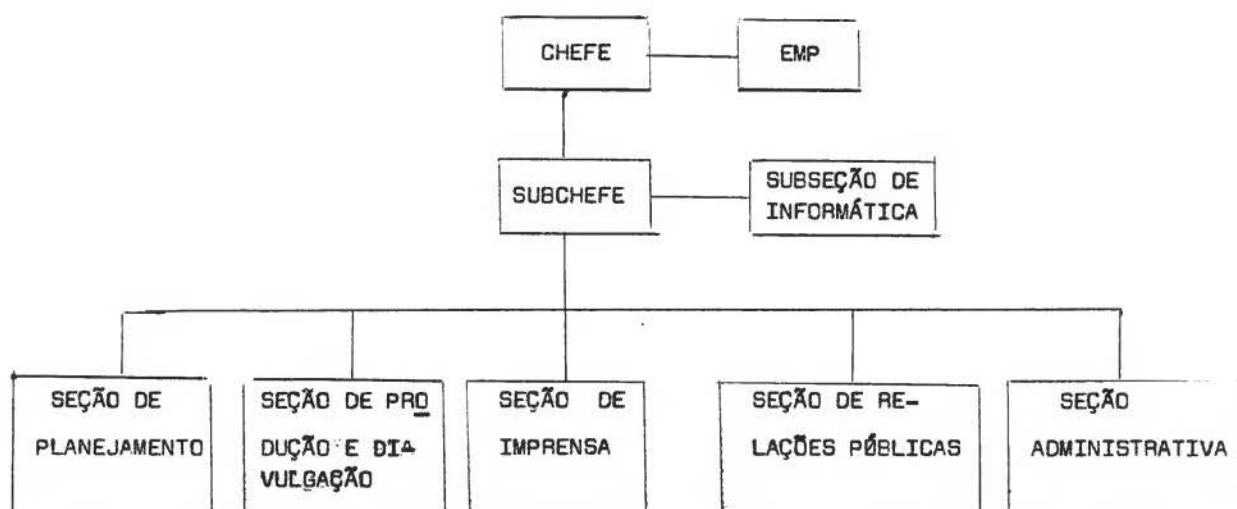 CHEFE
EMP
SUBCHEFE
SUBSEÇÃO DE
INFORMÁTICA
SEÇÃO DE
PLANEJAMENTO
SEÇÃO DE PRO
DUÇÃO E DI-
VULGAÇÃO
SEÇÃO DE
IMPRENSA
SEÇÃO DE RE-
LAÇÕES PÚBLICAS
SEÇÃO
ADMINISTRATIVA